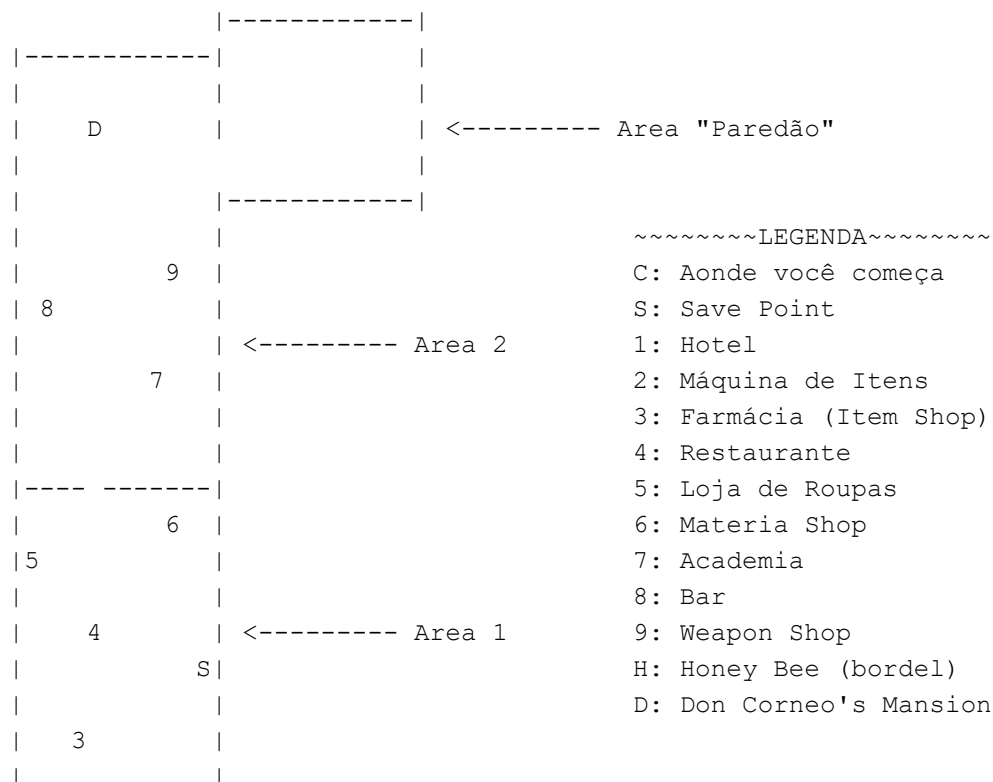 |------------|
|------------|            |
|            |            |
|    D       |            | <--------- Area "Paredão"
|                         |
|            |------------|
|            |                          ~~~~~~~~LEGENDA~~~~~~~~
|         9  |                          C: Aonde você começa
| 8          |                          S: Save Point
|            | <--------- Area 2        1: Hotel
|        7   |                          2: Máquina de Itens
|            |                          3: Farmácia (Item Shop)
|            |                          4: Restaurante
|---- -------|                          5: Loja de Roupas
|         6  |                          6: Materia Shop
|5           |                          7: Academia
|            |                          8: Bar
|    4       | <--------- Area 1        9: Weapon Shop
|           S|                          H: Honey Bee (bordel)
|            |                          D: Don Corneo's Mansion
|   3        |
|            |